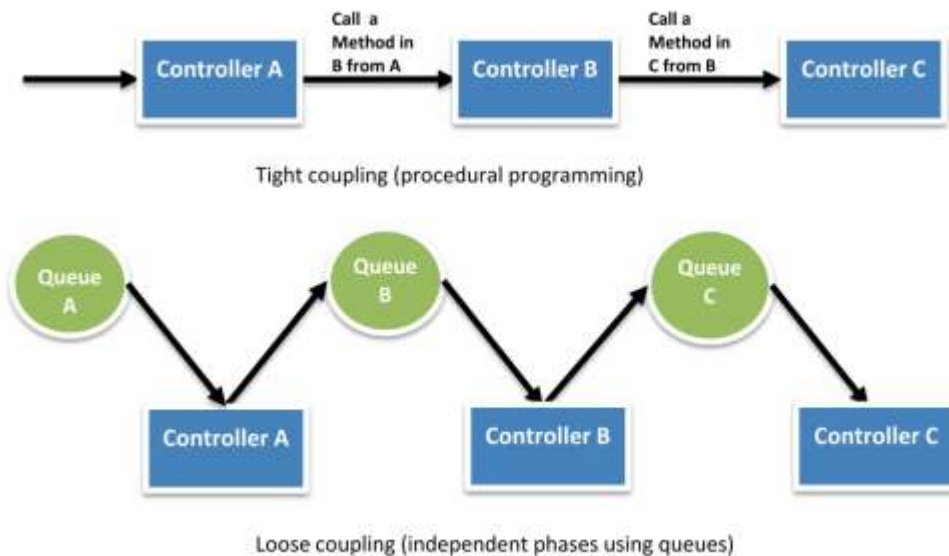 Call a
Method in
B from A
Call a
Method in
C from B
Controller A
Controller B
Controller C
Tight coupling (procedural programming)
Queue
A
Queue
B
Queue
C
Controller A
Controller B
Controller C
Loose coupling (independent phases using queues)